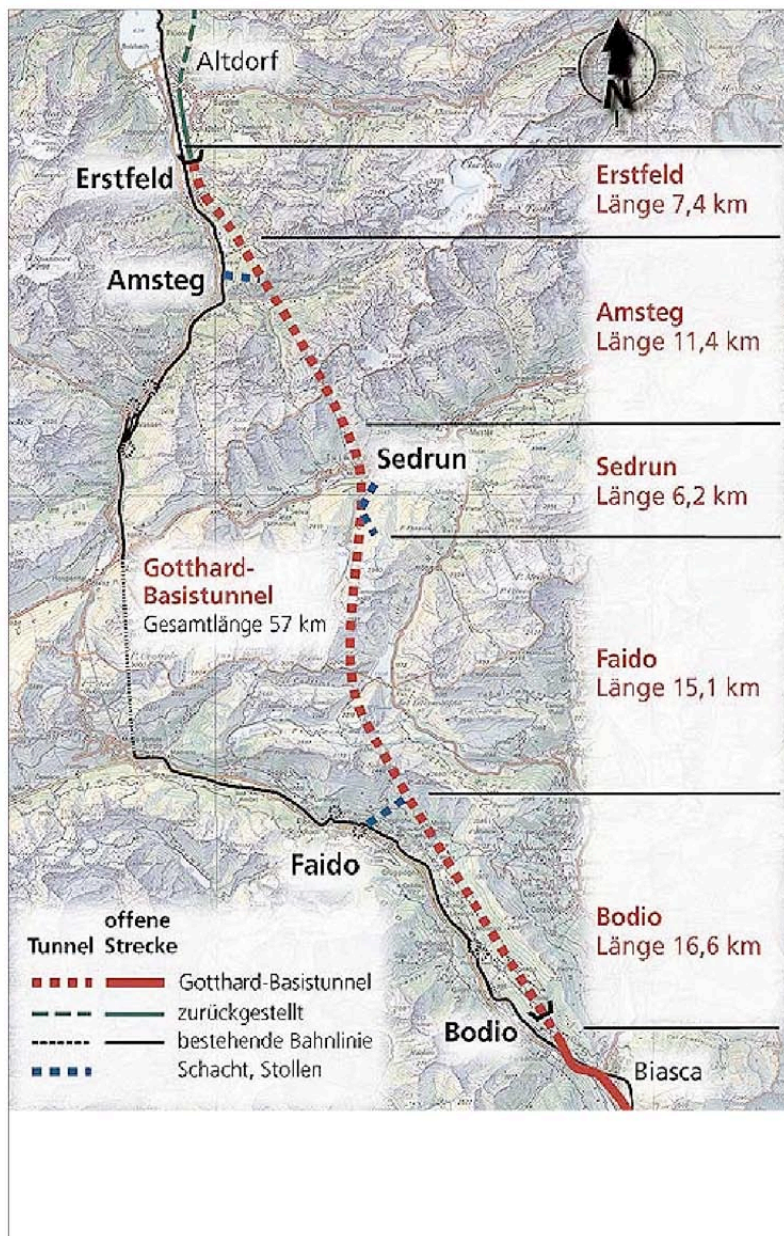 Altdorf
N
Erstfeld
Erstfeld
Länge 7,4 km
Amsteg
Amsteg
Länge 11,4 km
Sedrun
Sedrun
Länge 6,2 km
Gotthard-
Basistunnel
Gesamtlänge 57 km
Faido
Länge 15,1 km
Faido
Bodio
Länge 16,6 km
offene
Tunnel Strecke
Gotthard-Basistunnel
zurückgestellt
bestehende Bahnlinie
Schacht, Stollen
Bodio
Biasca